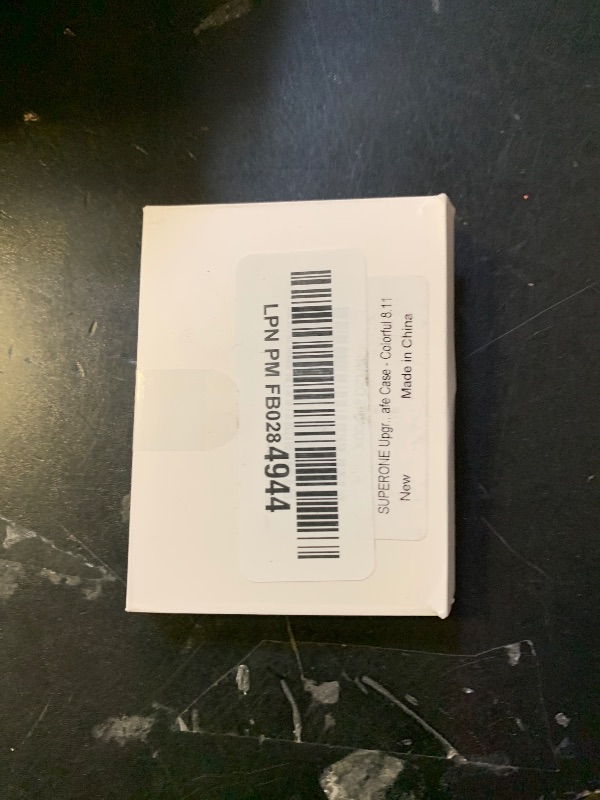 LPN PM FB0284944
SUPERONE Upgr...afe Case - Colorful 8.11
New Made in China